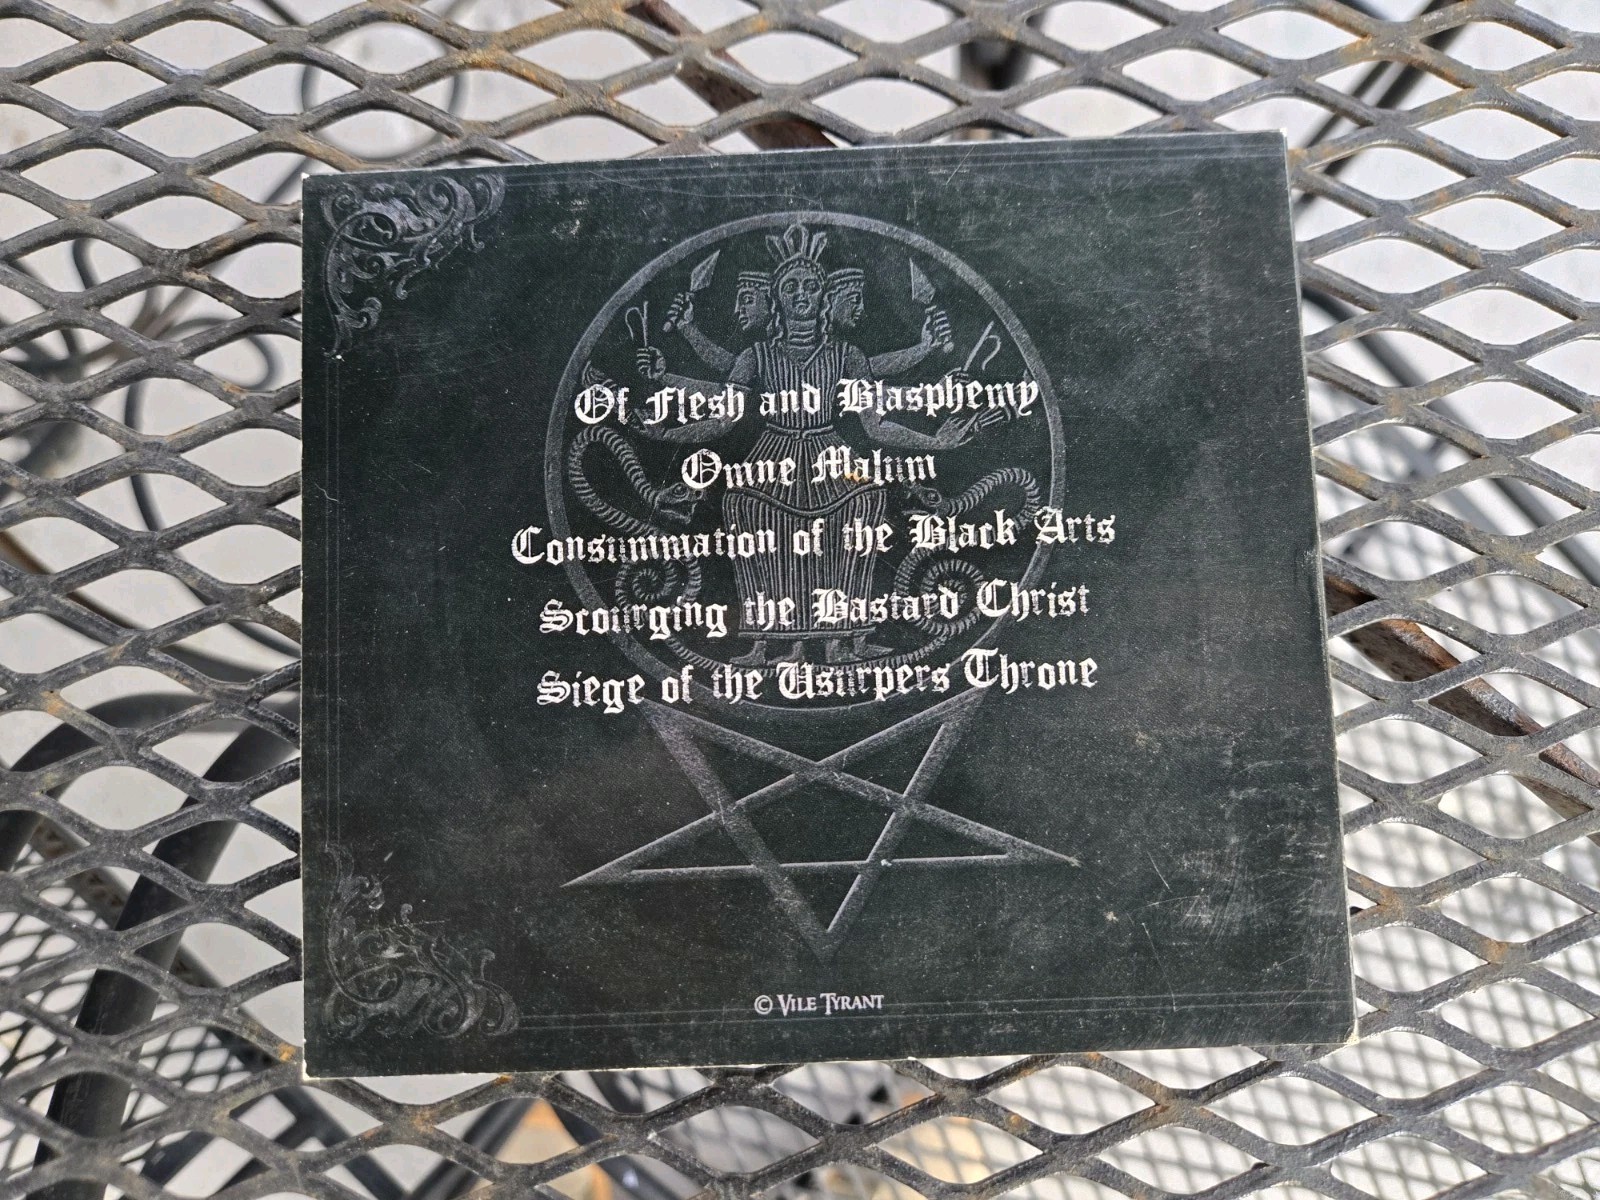 Of Flesh and Blasphemy
Omne Malum
Consummation of the Black Arts
Scourging the Bastard Christ
Siege of the Usurpers Throne
© VILE TYRANT